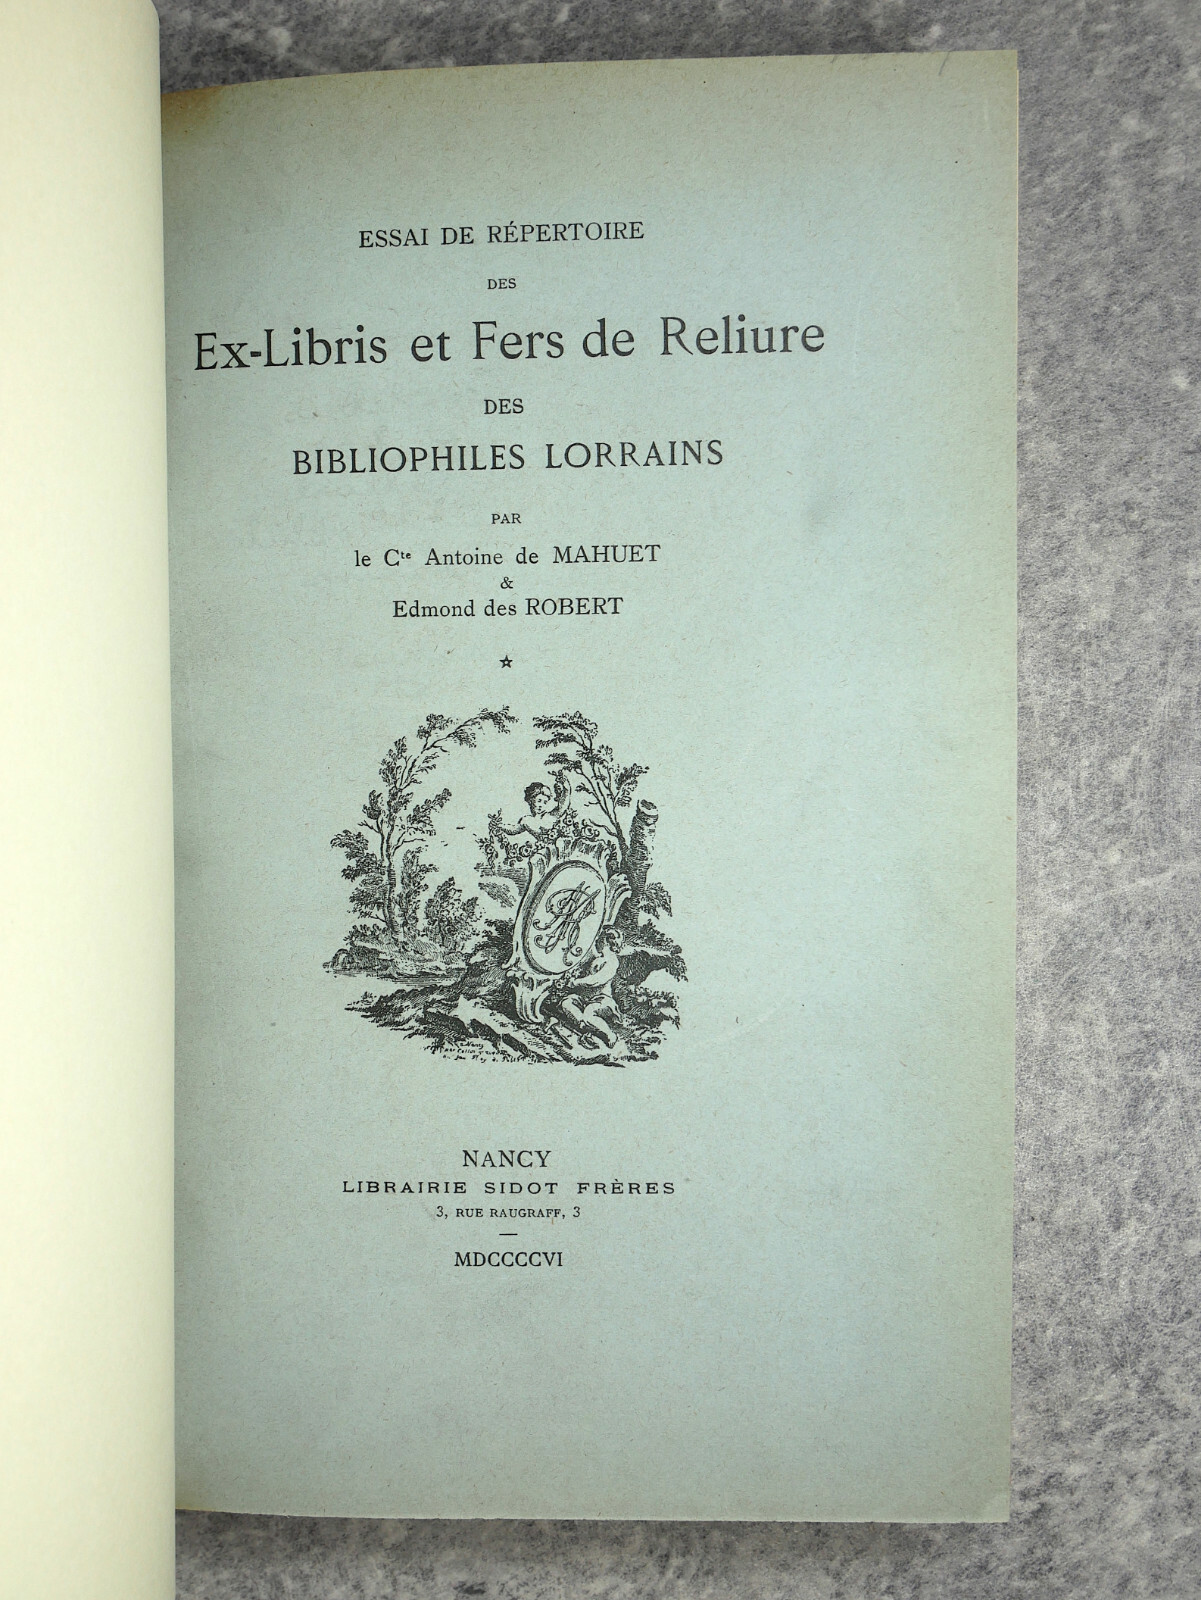 ESSAI DE RÉPERTOIRE
DES
Ex-Libris et Fers de Reliure
DES
BIBLIOPHILES LORRAINS
PAR
le Cte Antoine de MAHUET
&
Edmond des ROBERT
NANCY
LIBRAIRIE SIDOT FRÈRES
3, RUE RAUGRAFF, 3
MDCCCCVI